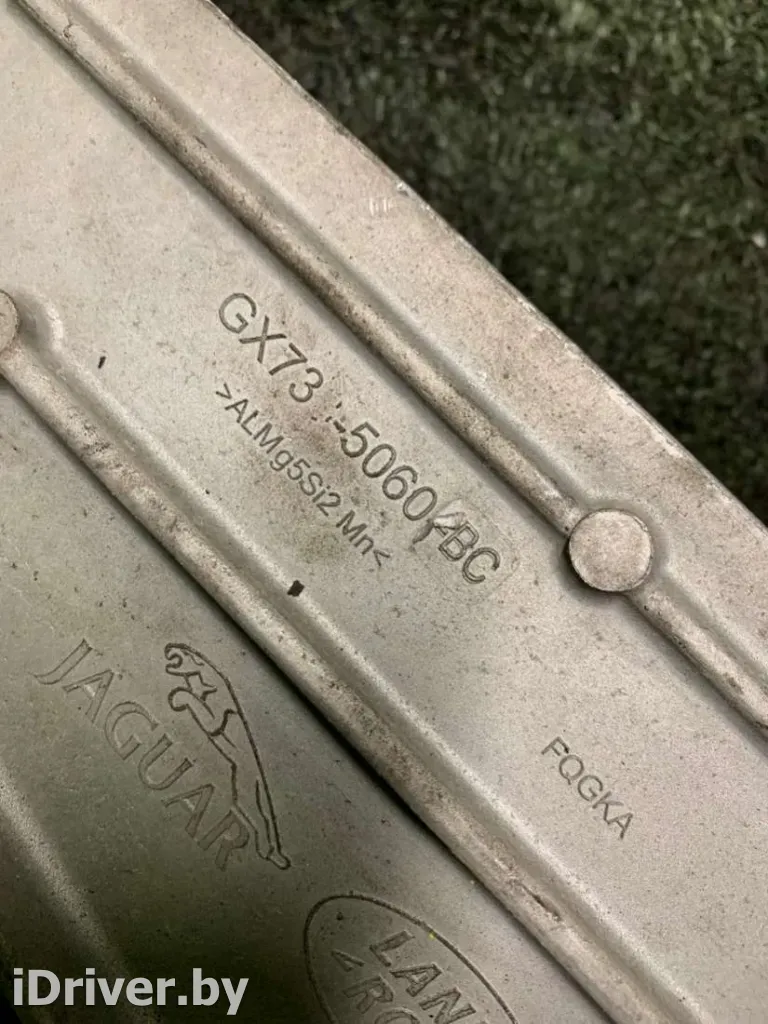 GX73 -5060 BC
>ALMg5Si2 Mn<
JAGUAR
FQGKA
iDriver.by